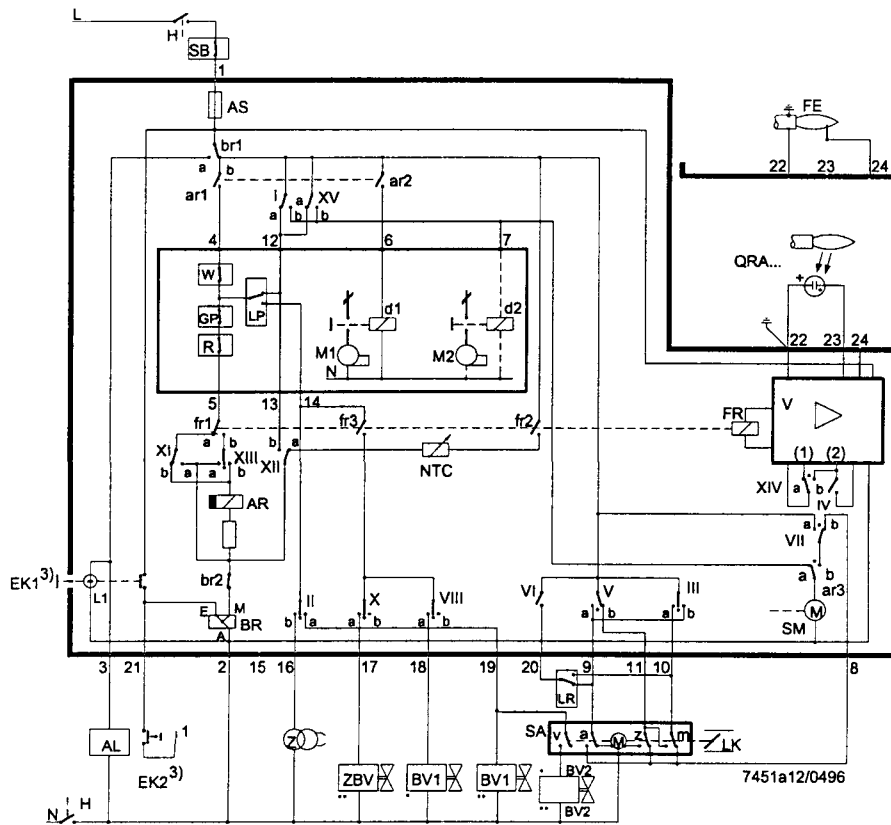 L
H
SB
1
AS
FE
br1
22 23 24
a b
ar1 ar2
i a XV
a b b
4 12 6 7
QRA...
+
W
GP LP
R
d1 d2
M1 M2
N
22 23 24
5 13 14
V
fr1 fr3 fr2 FR
a b b a
XI XIII XII
b a a b
NTC
(1) (2)
XIV a b IV
AR
a b
VII
EK1 3)
L1
br2
a b
ar3
E M
BR
A
II X VIII
b a a b a b
VI V III
a b a b
M
SM
3 21 2 15 16 17 18 19 20 9 11 10 8
LR
AL
1
EK2 3)
Z
SA v a M z m LK
ZBV BV1 BV1 BV2
BV2
7451a12/0496
N H